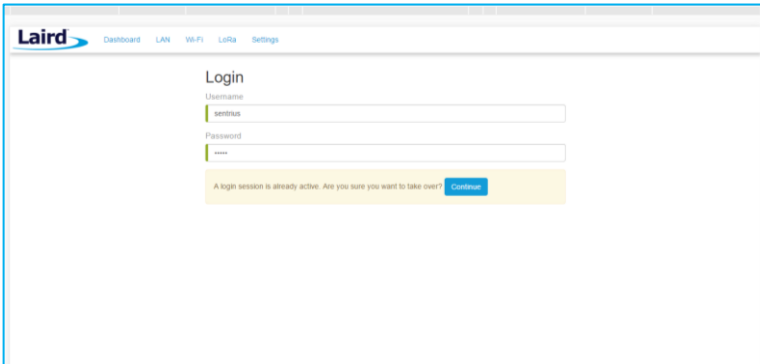 Laird
Dashboard LAN Wi-Fi LoRa Settings
Login
Username
sentrius
Password
•••••
A login session is already active. Are you sure you want to take over? Continue